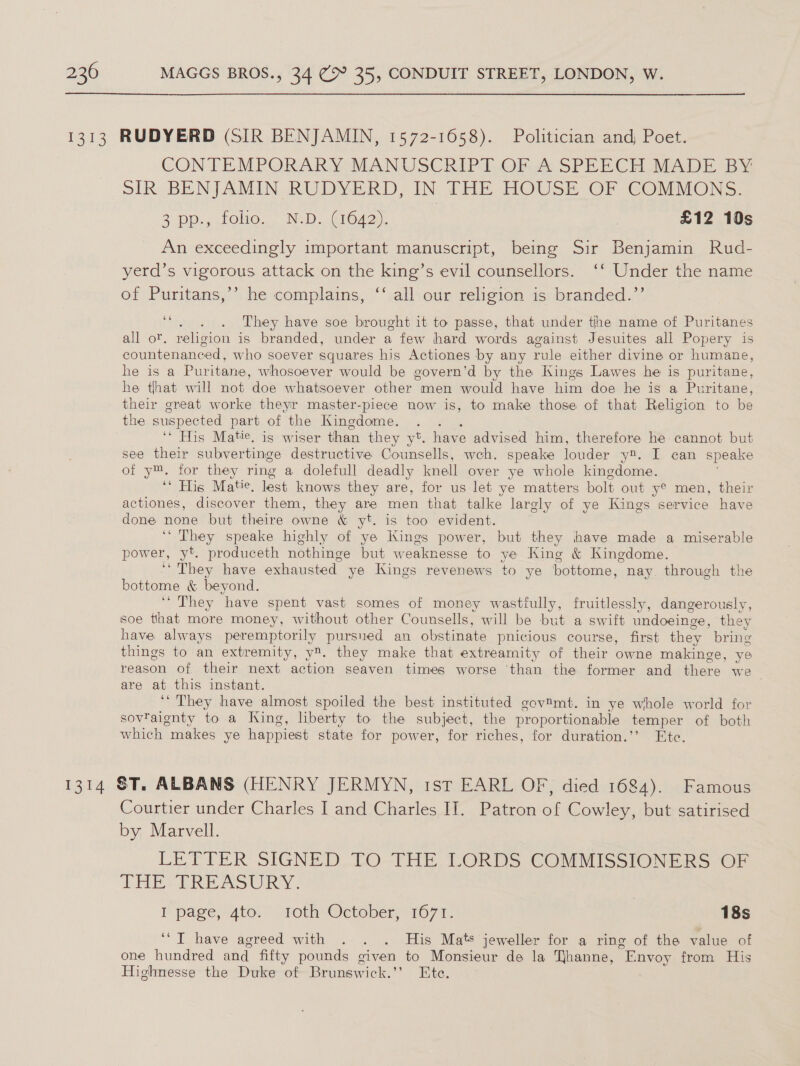 236 MAGGS BROS., 34 & 35, CONDUIT STREET, LONDON, W.
1313 RUDYERD (SIR BENJAMIN, 1572-1658). Politician and Poet.
CONTEMPORARY MANUSCRIPT OF A SPEECH MADE BY
SIR BENJAMIN RUDYERD, IN THE HOUSE OF COMMONS.
3 pp., folio. N.D. (1642). £12 10s
An exceedingly important manuscript, being Sir Benjamin Rud-
yerd's vigorous attack on the king's evil counsellors. “Under the name
of Puritans,” he complains, “all our religion is branded.”
“. . . They have soe brought it to passe, that under the name of Puritanes
all oʳ. religion is branded, under a few hard words against Jesuites all Popery is
countenanced, who soever squares his Actiones by any rule either divine or humane,
he is a Puritane, whosoever would be govern'd by the Kings Lawes he is puritane,
he that will not doe whatsoever other men would have him doe he is a Puritane,
their great worke theyr master-piece now is, to make those of that Religion to be
the suspected part of the Kingdome. . . .
“His Matⁱᵉ. is wiser than they yᵗ. have advised him, therefore he cannot but
see their subvertinge destructive Counsells, wch. speake louder yⁿ. I can speake
of yᵐ. for they ring a dolefull deadly knell over ye whole kingdome.
“His Matⁱᵉ. lest knows they are, for us let ye matters bolt out yᵉ men, their
actiones, discover them, they are men that talke largly of ye Kings service have
done none but theire owne & yᵗ. is too evident.
“They speake highly of ye Kings power, but they have made a miserable
power, yᵗ. produceth nothinge but weaknesse to ye King & Kingdome.
“They have exhausted ye Kings revenews to ye bottome, nay through the
bottome & beyond.
“They have spent vast somes of money wastfully, fruitlessly, dangerously,
soe that more money, without other Counsells, will be but a swift undoeinge, they
have always peremptorily pursued an obstinate pnicious course, first they bring
things to an extremity, yⁿ. they make that extreamity of their owne makinge, ye
reason of their next action seaven times worse than the former and there we
are at this instant.
“They have almost spoiled the best instituted govⁿmt. in ye whole world for
sovʳaignty to a King, liberty to the subject, the proportionable temper of both
which makes ye happiest state for power, for riches, for duration.” Etc.
1314 ST. ALBANS (HENRY JERMYN, 1ST EARL OF, died 1684). Famous
Courtier under Charles I and Charles II. Patron of Cowley, but satirised
by Marvell.
LETTER SIGNED TO THE LORDS COMMISSIONERS OF
THE TREASURY.
1 page, 4to. 10th October, 1671. 18s
“I have agreed with . . . His Matˢ jeweller for a ring of the value of
one hundred and fifty pounds given to Monsieur de la Thanne, Envoy from His
Highnesse the Duke of Brunswick.” Etc.